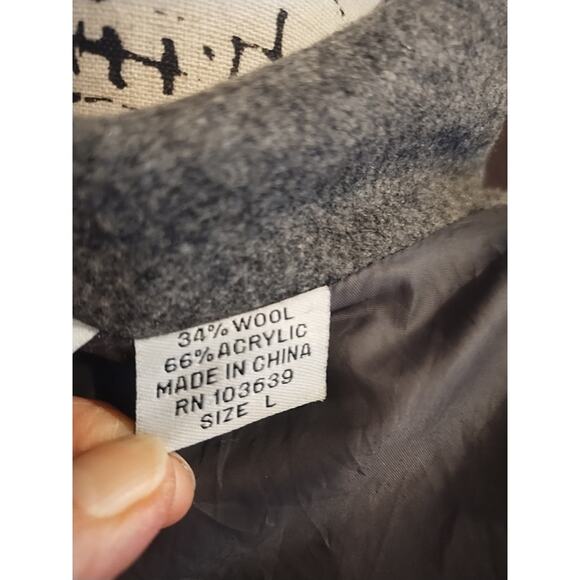 34% WOOL
66% ACRYLIC
MADE IN CHINA
RN 103639
SIZE L